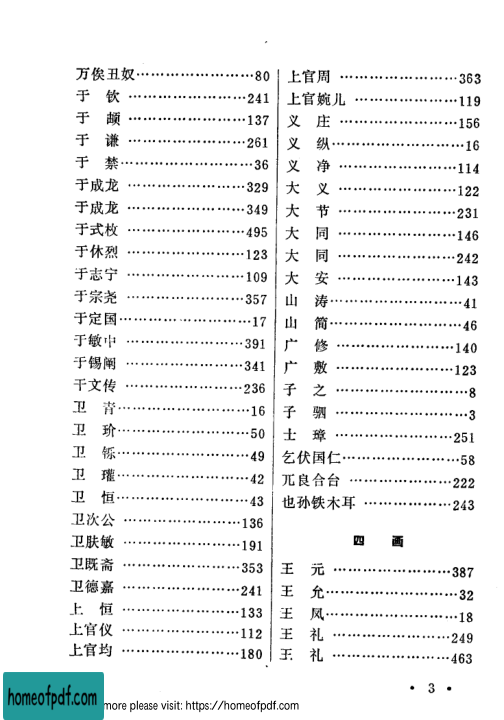 万俟丑奴……………………80
于　钦……………………241
于　頔……………………137
于　谦……………………261
于　禁……………………36
于成龙……………………329
于成龙……………………349
于式枚……………………495
于休烈……………………123
于志宁……………………109
于宗尧……………………357
于定国……………………17
于敏中……………………391
于锡阐……………………341
干文传……………………236
卫　青……………………16
卫　玠……………………50
卫　铄……………………49
卫　瓘……………………42
卫　恒……………………43
卫次公……………………136
卫肤敏……………………191
卫既斋……………………353
卫德嘉……………………241
上　恒……………………133
上官仪……………………112
上官均……………………180
上官周……………………363
上官婉儿……………………119
义　庄……………………156
义　纵……………………16
义　净……………………114
大　义……………………122
大　节……………………231
大　同……………………146
大　同……………………242
大　安……………………143
山　涛……………………41
山　简……………………46
广　修……………………140
广　敷……………………123
子　之……………………8
子　驷……………………3
士　璋……………………251
乞伏国仁……………………58
兀良合台……………………222
也孙铁木耳……………………243
四　画
王　元……………………387
王　允……………………32
王　凤……………………18
王　礼……………………249
王　礼……………………463
• 3 •
homeofpdf.com
more please visit: https://homeofpdf.com